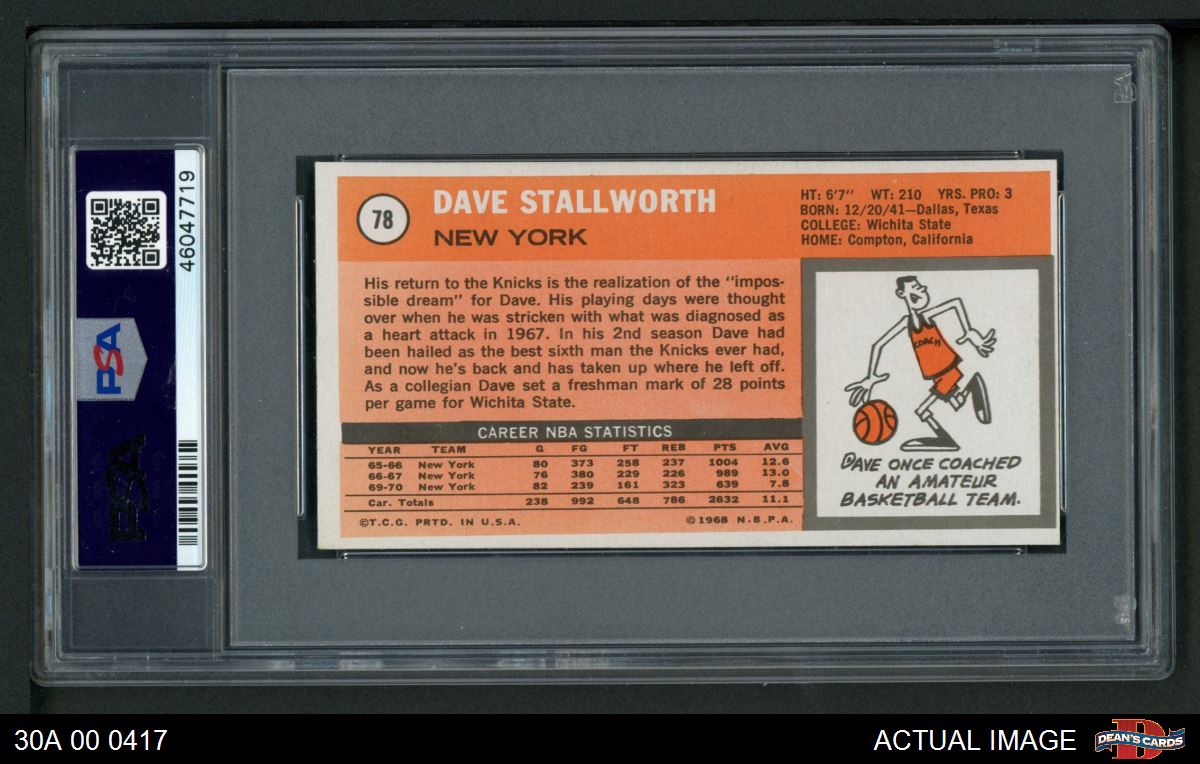 46047719
PSA
PSA
78
DAVE STALLWORTH
NEW YORK
HT: 6'7" WT: 210 YRS. PRO: 3
BORN: 12/20/41—Dallas, Texas
COLLEGE: Wichita State
HOME: Compton, California
His return to the Knicks is the realization of the "impos-
sible dream" for Dave. His playing days were thought
over when he was stricken with what was diagnosed as
a heart attack in 1967. In his 2nd season Dave had
been hailed as the best sixth man the Knicks ever had,
and now he's back and has taken up where he left off.
As a collegian Dave set a freshman mark of 28 points
per game for Wichita State.
CAREER NBA STATISTICS
YEAR TEAM G FG FT REB PTS AVG
65-66 New York 80 373 258 237 1004 12.6
66-67 New York 76 380 229 226 989 13.0
69-70 New York 82 239 161 323 639 7.8
Car. Totals 238 992 648 786 2632 11.1
©T.C.G. PRTD. IN U.S.A. ©1968 N.B.P.A.
COACH
DAVE ONCE COACHED
AN AMATEUR
BASKETBALL TEAM.
30A 00 0417
ACTUAL IMAGE
D
DEAN'S CARDS